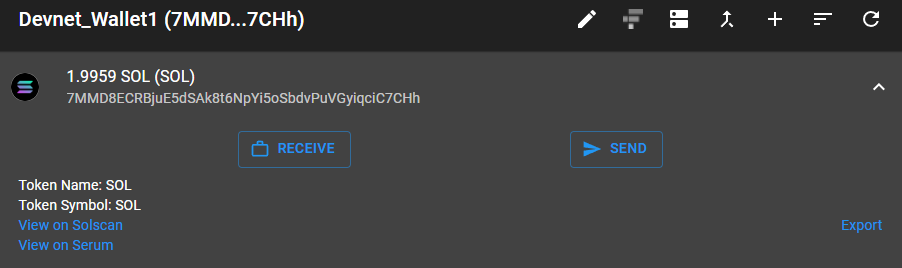 Devnet_Wallet1 (7MMD...7CHh)
1.9959 SOL (SOL)
7MMD8ECRBjuE5dSAk8t6NpYi5oSbdvPuVGyiqciC7CHh
RECEIVE SEND
Token Name: SOL
Token Symbol: SOL
View on Solscan Export
View on Serum